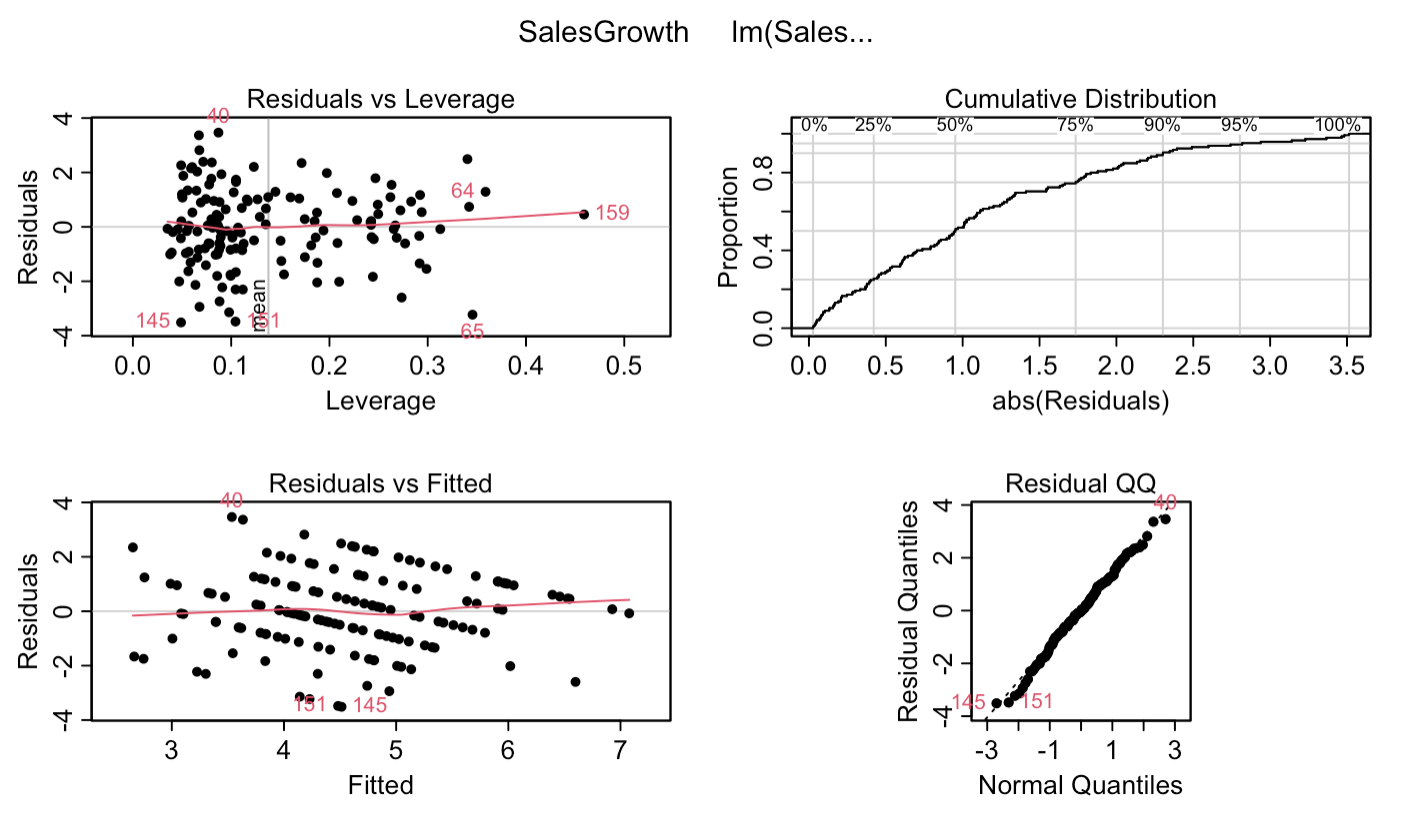 SalesGrowth lm(Sales...
Residuals vs Leverage
40
4
2
0
-2
-4
Residuals
64
159
mean
145
151
65
0.0 0.1 0.2 0.3 0.4 0.5
Leverage
Cumulative Distribution
0% 25% 50% 75% 90% 95% 100%
0.8
0.4
0.0
Proportion
0.0 0.5 1.0 1.5 2.0 2.5 3.0 3.5
abs(Residuals)
Residuals vs Fitted
40
4
2
0
-2
-4
Residuals
151 145
3 4 5 6 7
Fitted
Residual QQ
40
4
2
0
-2
-4
Residual Quantiles
145 151
-3 -1 1 3
Normal Quantiles